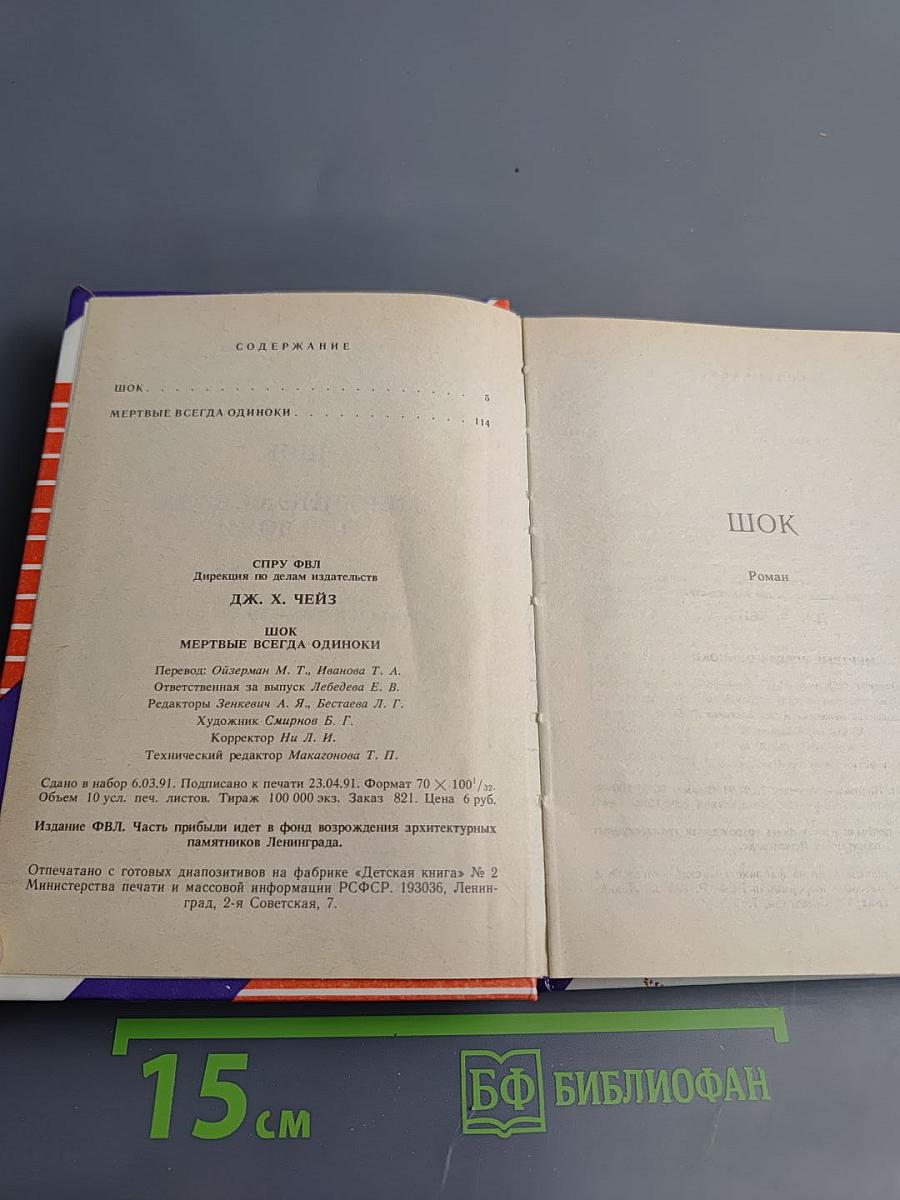 СОДЕРЖАНИЕ
ШОК. . . . . . . . . . . . . . . . . . . . . . . 5
МЕРТВЫЕ ВСЕГДА ОДИНОКИ. . . . . . . . . . . . 114
СПРУ ФВЛ
Дирекция по делам издательств
ДЖ. Х. ЧЕЙЗ
ШОК
МЕРТВЫЕ ВСЕГДА ОДИНОКИ
Перевод: Ойзерман М. Т., Иванова Т. А.
Ответственная за выпуск Лебедева Е. В.
Редакторы Зенкевич А. Я., Бестаева Л. Г.
Художник Смирнов Б. Г.
Корректор Ни Л. И.
Технический редактор Макагонова Т. П.
Сдано в набор 6.03.91. Подписано к печати 23.04.91. Формат 70 × 100¹/₃₂.
Объем 10 усл. печ. листов. Тираж 100 000 экз. Заказ 821. Цена 6 руб.
Издание ФВЛ. Часть прибыли идет в фонд возрождения архитектурных
памятников Ленинграда.
Отпечатано с готовых диапозитивов на фабрике «Детская книга» № 2
Министерства печати и массовой информации РСФСР. 193036, Ленин-
град, 2-я Советская, 7.
ШОК
Роман
15 см
БФ БИБЛИОФАН